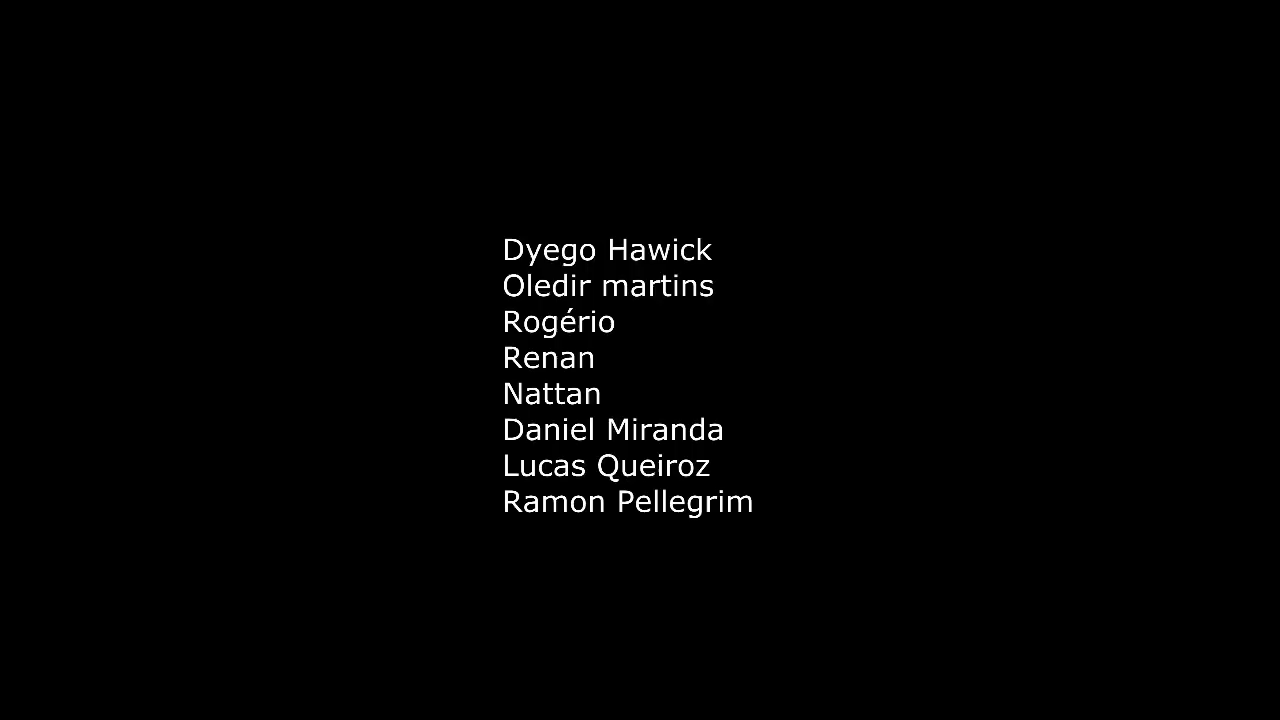 Dyego Hawick
Oledir martins
Rogério
Renan
Nattan
Daniel Miranda
Lucas Queiroz
Ramon Pellegrim